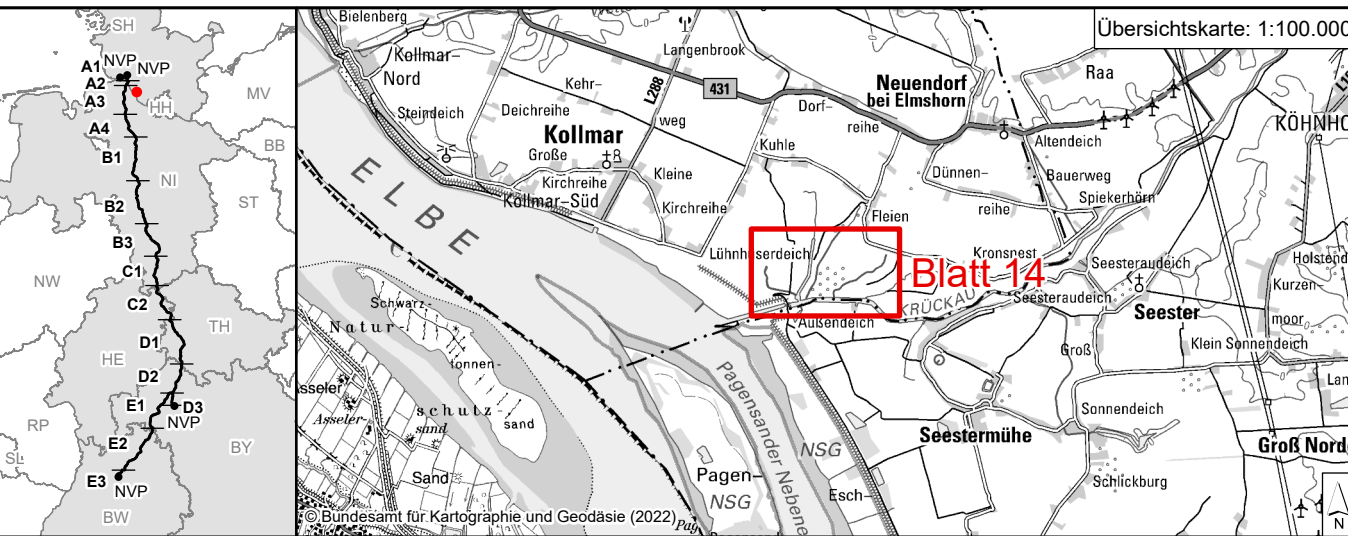 SH
A1
NVP
NVP
A2
A3
HH
MV
A4
BB
B1
NI
ST
B2
B3
C1
NW
C2
TH
D1
HE
D2
E1
D3
NVP
RP
E2
BY
SL
E3
NVP
BW
Übersichtskarte: 1:100.000
Bielenberg
Kollmar-
Nord
Langenbrook
L288
431
Neuendorf
bei Elmshorn
Raa
Kehr-
weg
Steindeich
Deichreihe
Dorf-
reihe
KÖHNHO
Kollmar
Große
Kirchreihe
Kuhle
Altendeich
Kleine
Kirchreihe
Dünnen-
reihe
Bauerweg
Spiekerhörn
Kollmar-Süd
ELBE
Fleien
Lühnhüserdeich
Kronsnest
Seesteraudeich
Holstend
Blatt 14
KRÜCKAU
Seesteraudeich
Kurzen
moor
Seester
Außendeich
Groß
Klein Sonnendeich
Schwarz-
tonnen-
sand
Natur-
schutz-
Asseler
Asseler
sand
Sand
Pagensander Nebene
Lan
Sonnendeich
Seestermühe
Groß Nord
NSG
Schlickburg
Pagen-
NSG
Esch-
© Bundesamt für Kartographie und Geodäsie (2022)
Pag
N